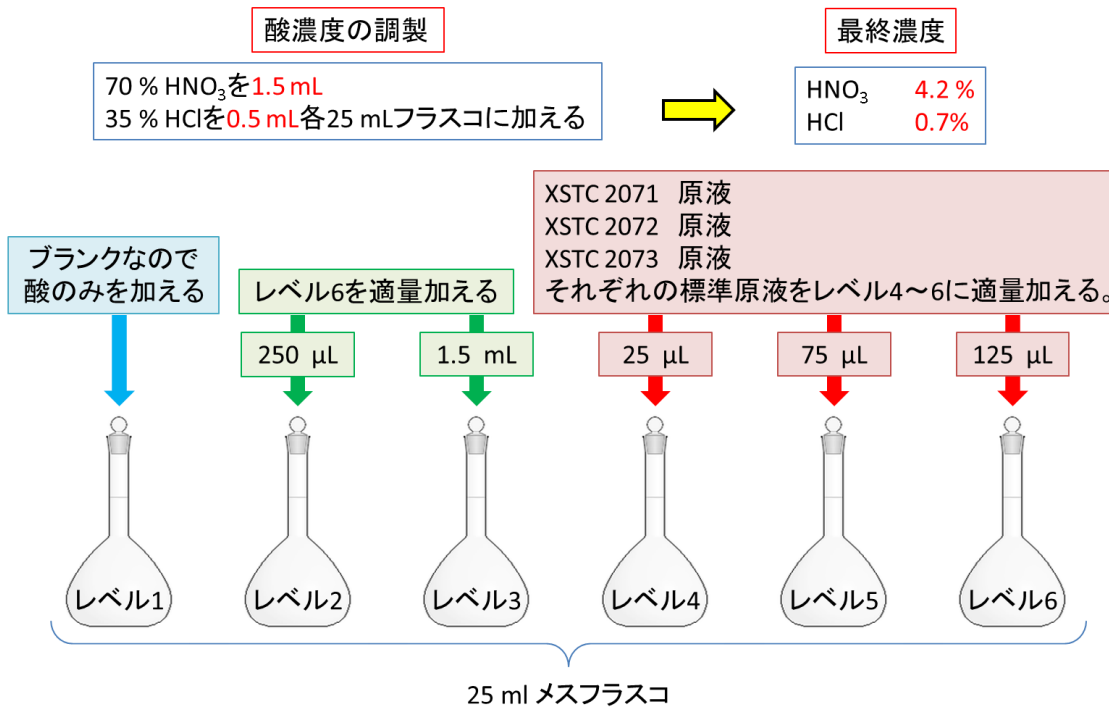 酸濃度の調製
最終濃度
70 % HNO₃を1.5 mL
35 % HClを0.5 mL各25 mLフラスコに加える
HNO₃ 4.2 %
HCl 0.7%
XSTC 2071 原液
XSTC 2072 原液
XSTC 2073 原液
それぞれの標準原液をレベル4～6に適量加える。
ブランクなので
酸のみを加える
レベル6を適量加える
250 µL
1.5 mL
25 µL
75 µL
125 µL
レベル1
レベル2
レベル3
レベル4
レベル5
レベル6
25 ml メスフラスコ